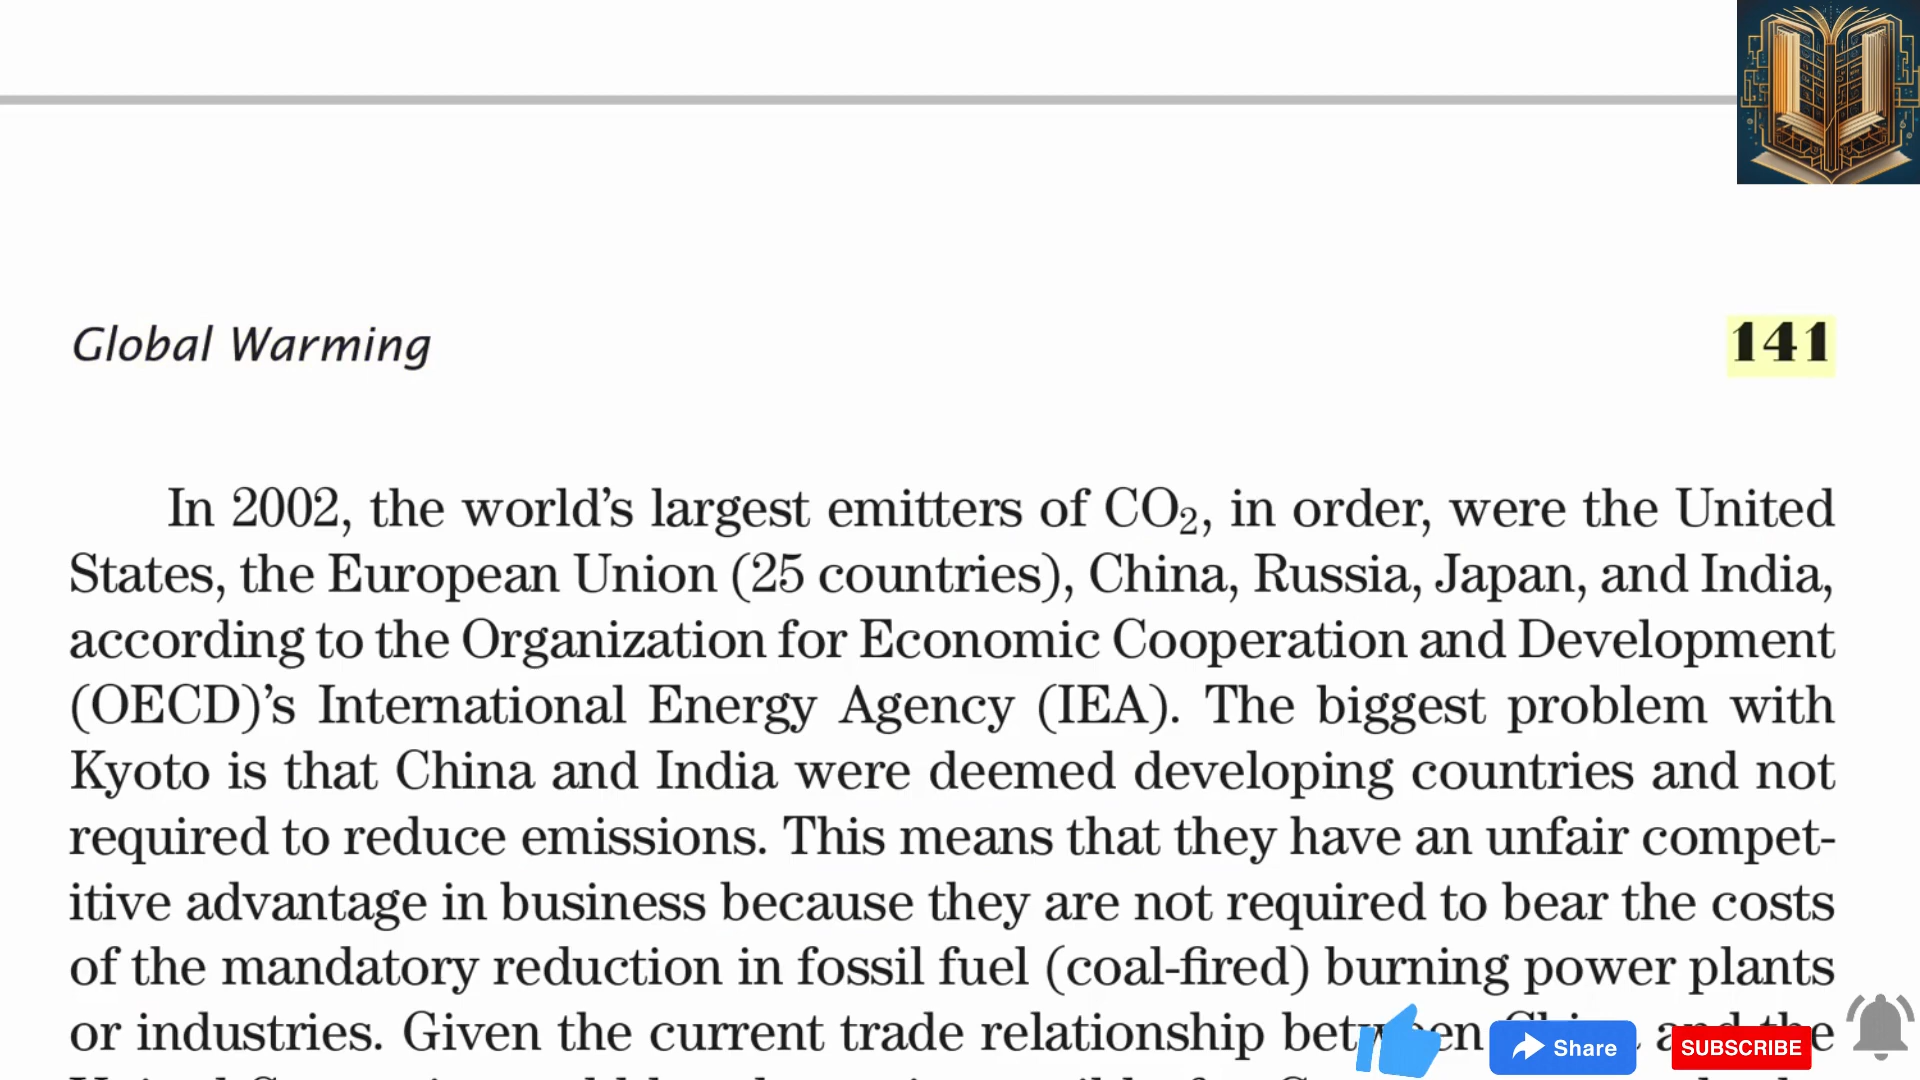 Global Warming
141
In 2002, the world's largest emitters of CO₂, in order, were the United
States, the European Union (25 countries), China, Russia, Japan, and India,
according to the Organization for Economic Cooperation and Development
(OECD)'s International Energy Agency (IEA). The biggest problem with
Kyoto is that China and India were deemed developing countries and not
required to reduce emissions. This means that they have an unfair compet-
itive advantage in business because they are not required to bear the costs
of the mandatory reduction in fossil fuel (coal-fired) burning power plants
or industries. Given the current trade relationship between China and the
Share
SUBSCRIBE